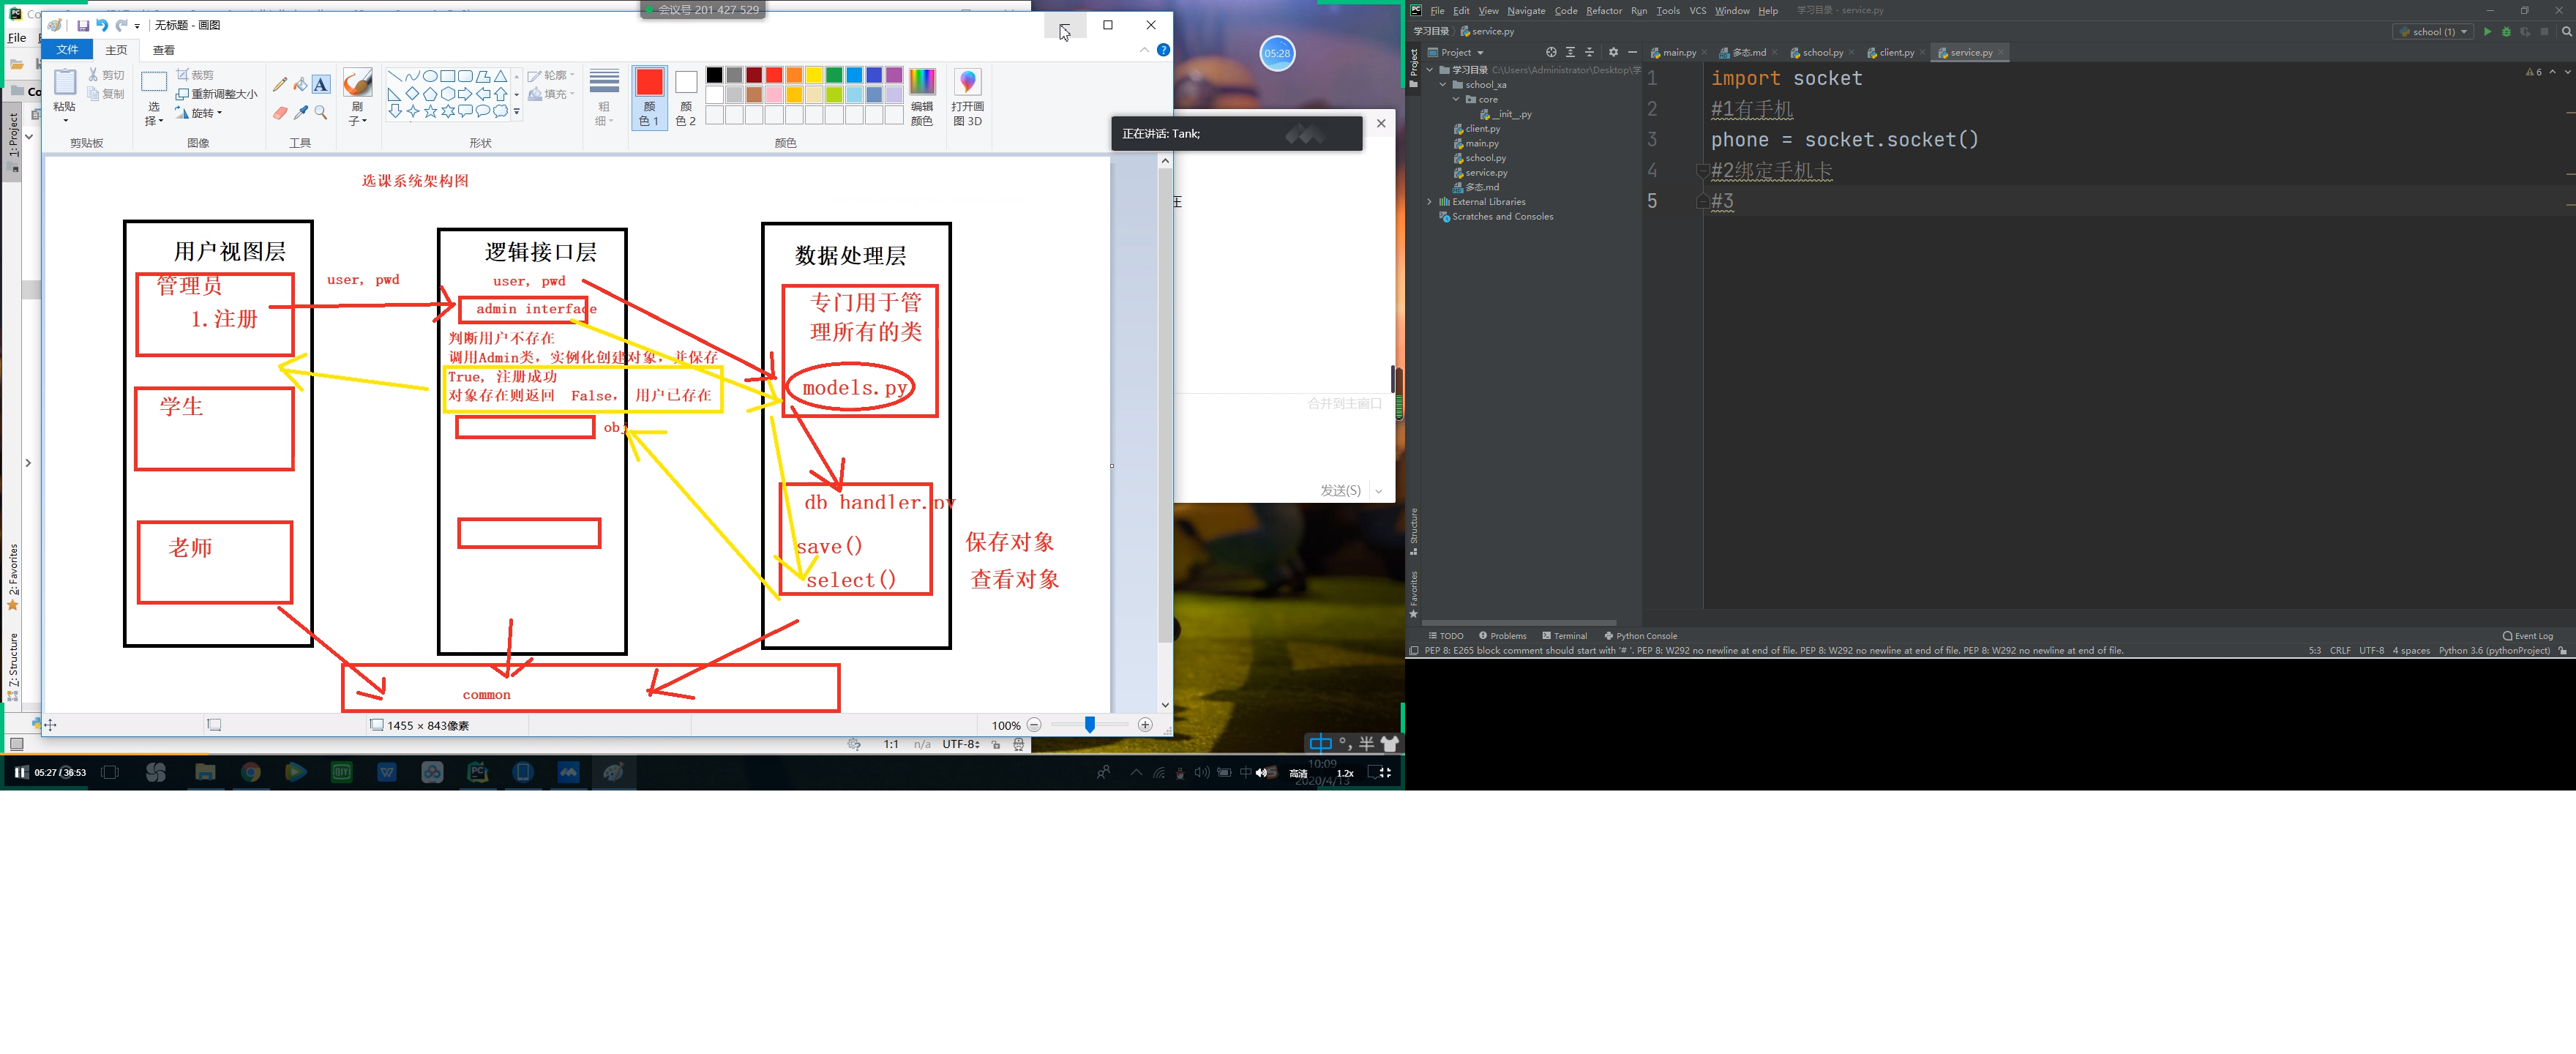 会议号 201 427 529
无标题 - 画图
File
文件 主页 查看
粘贴
剪切
复制
剪贴板
选择
裁剪
重新调整大小
旋转
图像
工具
刷子
轮廓
填充
形状
粗细
颜色 1
颜色 2
编辑颜色
打开画图 3D
颜色
05:28
正在讲话: Tank;
1: Project
选课系统架构图
用户视图层
管理员
1.注册
学生
老师
user, pwd
逻辑接口层
user, pwd
admin interface
判断用户不存在
调用Admin类, 实例化创建对象, 并保存
True, 注册成功
对象存在则返回 False, 用户已存在
obj
数据处理层
专门用于管
理所有的类
models.py
db handler.py
save()
select()
保存对象
查看对象
common
合并到主窗口
发送(S)
2: Favorites
7: Structure
1455 × 843像素
100%
1:1 n/a UTF-8
中 °, 半
05:27 / 36:53
高清 1.2x
10:09
2020/4/13
File Edit View Navigate Code Refactor Run Tools VCS Window Help 学习目录 - service.py
学习目录 service.py
school (1)
Project
main.py 多态.md school.py client.py service.py
Project
学习目录 C:\Users\Administrator\Desktop\学
school_xa
core
__init__.py
client.py
main.py
school.py
service.py
多态.md
External Libraries
Scratches and Consoles
1 import socket
2 #1有手机
3 phone = socket.socket()
4 #2绑定手机卡
5 #3
6
Structure
Favorites
TODO Problems Terminal Python Console Event Log
PEP 8: E265 block comment should start with '# '. PEP 8: W292 no newline at end of file. PEP 8: W292 no newline at end of file. PEP 8: W292 no newline at end of file.
5:3 CRLF UTF-8 4 spaces Python 3.6 (pythonProject)